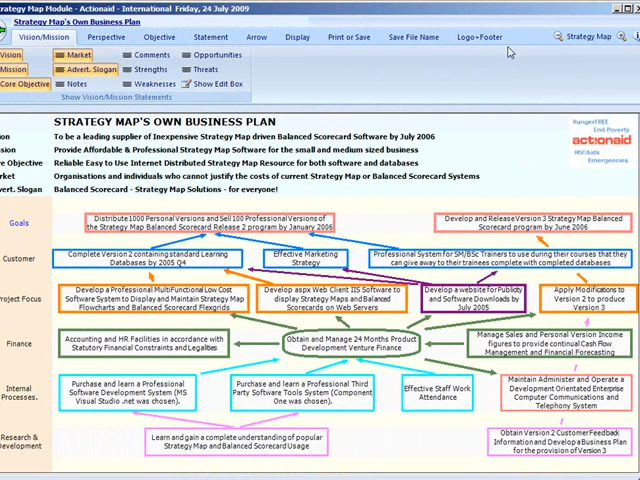 Strategy Map Module - Actionaid - International Friday, 24 July 2009
Strategy Map's Own Business Plan
Vision/Mission Perspective Objective Statement Arrow Display Print or Save Save File Name Logo+Footer Strategy Map
Vision Market Comments Opportunities
Mission Advert. Slogan Strengths Threats
Core Objective Notes Weaknesses Show Edit Box
Show Vision/Mission Statements
STRATEGY MAP'S OWN BUSINESS PLAN
ion To be a leading supplier of Inexpensive Strategy Map driven Balanced Scorecard Software by July 2006
sion Provide Affordable & Professional Strategy Map Software for the small and medium sized business
re Objective Reliable Easy to Use Internet Distributed Strategy Map Resource for both software and databases
rket Organisations and individuals who cannot justify the costs of current Strategy Map or Balanced Scorecard Systems
vert. Slogan Balanced Scorecard - Strategy Map Solutions - for everyone!
HungerFREE
End Poverty
act!onaid
HIV/Aids
Emergencies
Goals
Distribute 1000 Personal Versions and Sell 100 Professional Versions of
the Strategy Map Balanced Scorecard Release 2 program by January 2006
Develop and Release Version 3 Strategy Map Balanced
Scorecard program by June 2006
Customer
Complete Version 2 containing standard Learning
Databases by 2005 Q4
Effective Marketing
Strategy
Professional System for SM/BSc Trainers to use during their courses that they
can give away to their trainees complete with completed databases
Project Focus
Develop a Professional MultiFunctional Low Cost
Software System to Display and Maintain Strategy Map
Flowcharts and Balanced Scorecard Flexgrids
Develop aspx Web Client IIS Software to
display Strategy Maps and Balanced
Scorecards on Web Servers
Develop a website for Publicity
and Software Downloads by
July 2005
Apply Modifications to
Version 2 to produce
Version 3
Finance
Accounting and HR Facilities in accordance with
Statutory Financial Constraints and Legalities
Obtain and Manage 24 Months Product
Development Venture Finance
Manage Sales and Personal Version Income
figures to provide continual Cash Flow
Management and Financial Forecasting
Internal
Processes.
Purchase and learn a Professional
Software Development System (MS
Visual Studio .net was chosen).
Purchase and learn a Professional Third
Party Software Tools System (Component
One was chosen).
Effective Staff Work
Attendance
Maintain Administer and Operate a
Development Oriented Enterprise
Computer Communications and
Telephony System
Research &
Development
Learn and gain a complete understanding of popular
Strategy Map and Balanced Scorecard Usage
Obtain Version 2 Customer Feedback
Information and Develop a Business Plan
for the provision of Version 3